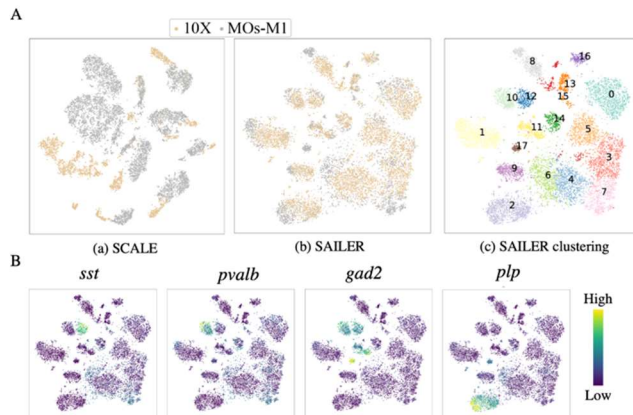 A
10X MOs-M1
(a) SCALE
(b) SAILER
(c) SAILER clustering
16
8
13
0
10 12
15
14
1
11
5
17
3
9
6
4
7
2
B
sst
pvalb
gad2
plp
High
Low